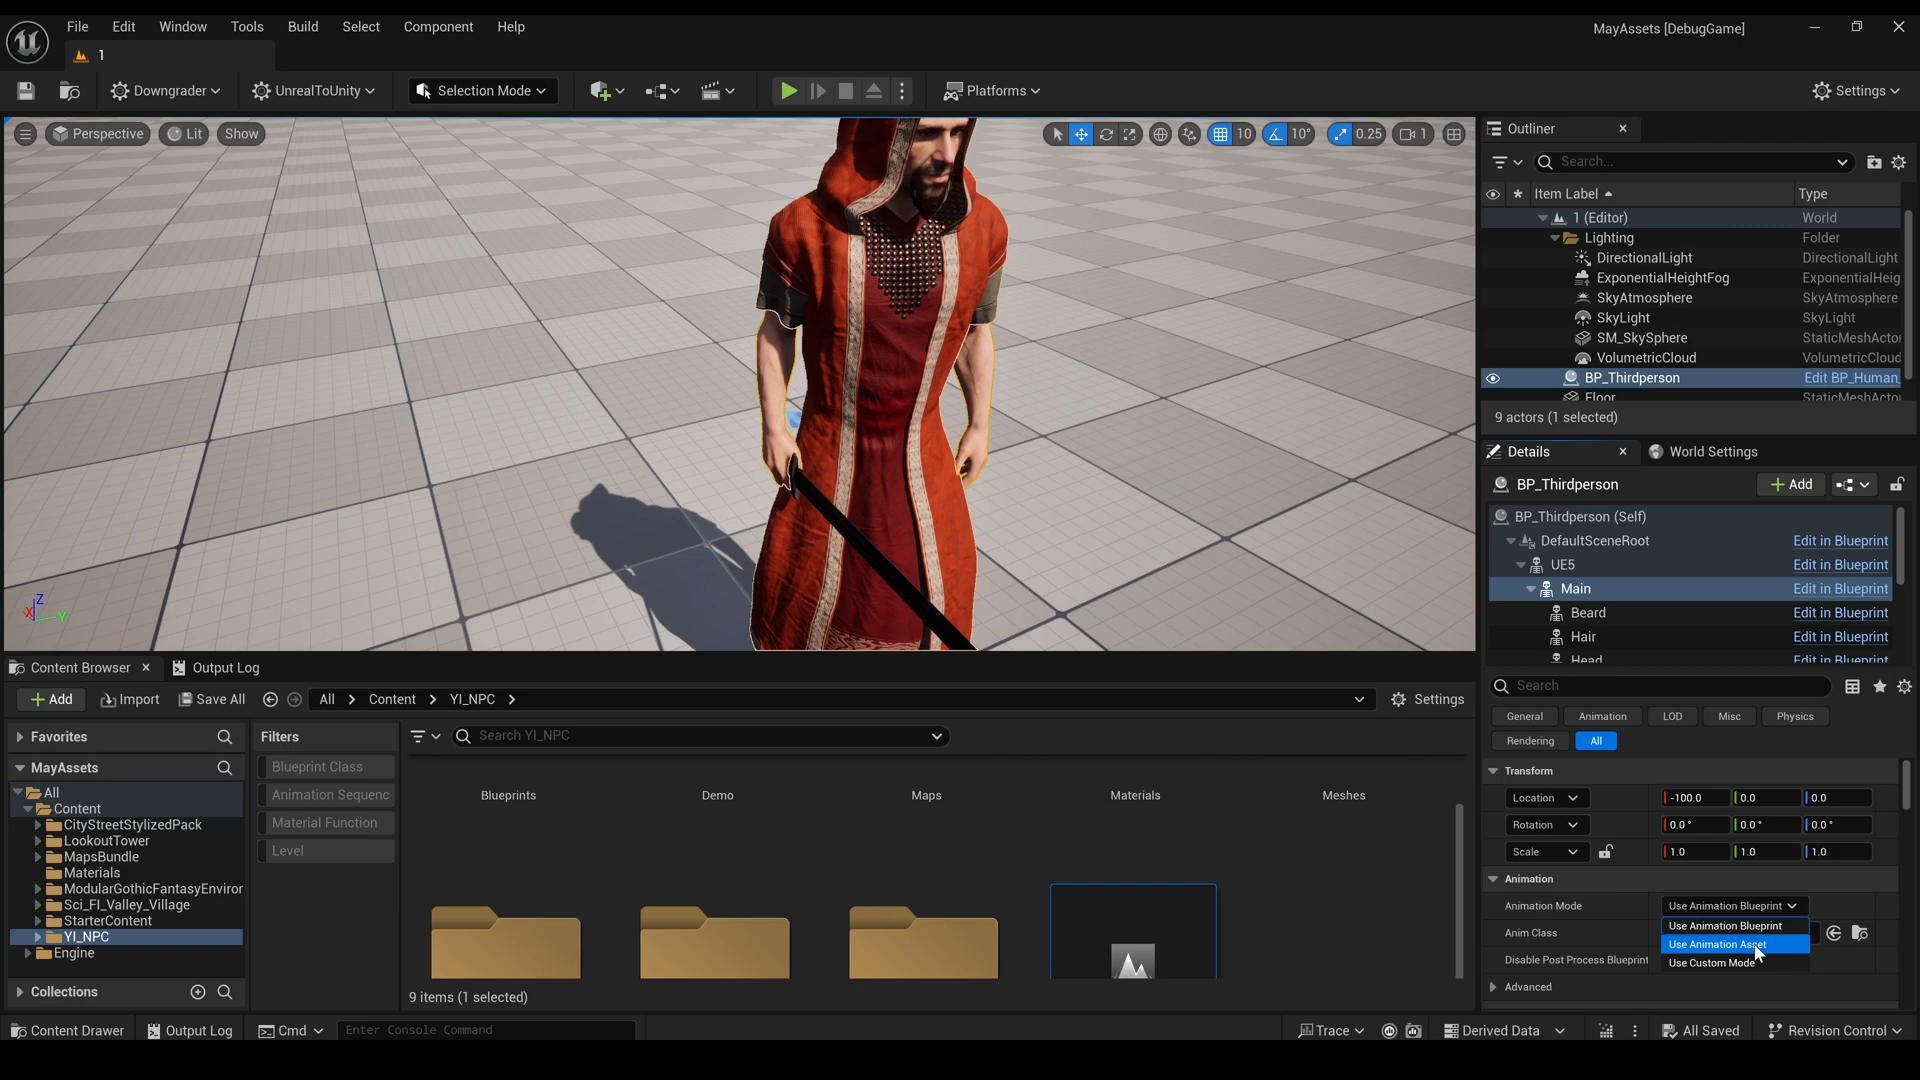 File Edit Window Tools Build Select Component Help
MayAssets [DebugGame]
1
Downgrader
UnrealToUnity
Selection Mode
Platforms
Settings
Perspective
Lit
Show
10
10°
0.25
1
Outliner
Search...
Item Label
Type
1 (Editor) World
Lighting Folder
DirectionalLight DirectionalLight
ExponentialHeightFog ExponentialHeig
SkyAtmosphere SkyAtmosphere
SkyLight SkyLight
SM_SkySphere StaticMeshActo
VolumetricCloud VolumetricCloud
BP_Thirdperson Edit BP_Human_
Floor StaticMeshActo
9 actors (1 selected)
Details
World Settings
BP_Thirdperson
Add
BP_Thirdperson (Self)
DefaultSceneRoot Edit in Blueprint
UE5 Edit in Blueprint
Main Edit in Blueprint
Beard Edit in Blueprint
Hair Edit in Blueprint
Head Edit in Blueprint
Search
General Animation LOD Misc Physics
Rendering All
Transform
Location -100.0 0.0 0.0
Rotation 0.0° 0.0° 0.0°
Scale 1.0 1.0 1.0
Animation
Animation Mode Use Animation Blueprint
Use Animation Blueprint
Anim Class
Use Animation Asset
Disable Post Process Blueprint
Use Custom Mode
Advanced
Z
X
Y
Content Browser
Output Log
Add
Import
Save All
All
Content
YI_NPC
Settings
Favorites
MayAssets
All
Content
CityStreetStylizedPack
LookoutTower
MapsBundle
Materials
ModularGothicFantasyEnviror
Sci_FI_Valley_Village
StarterContent
YI_NPC
Engine
Collections
Filters
Blueprint Class
Animation Sequenc
Material Function
Level
Search YI_NPC
Blueprints Demo Maps Materials Meshes
9 items (1 selected)
Content Drawer
Output Log
Cmd
Enter Console Command
Trace
Derived Data
All Saved
Revision Control